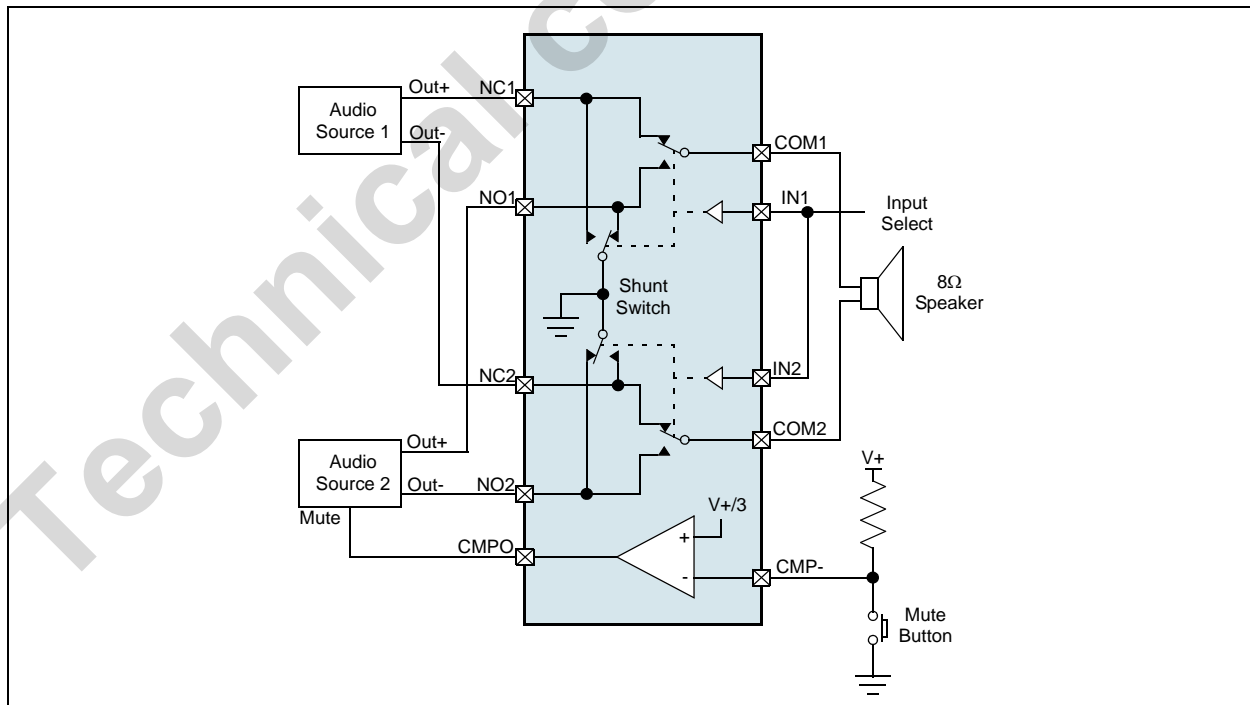 Technical co
Out+
NC1
Audio
Source 1
Out-
COM1
NO1
IN1
Input
Select
Shunt
Switch
8Ω
Speaker
NC2
IN2
COM2
Audio
Source 2
Out+
Out-
NO2
Mute
V+
V+/3
CMPO
+
-
CMP-
Mute
Button